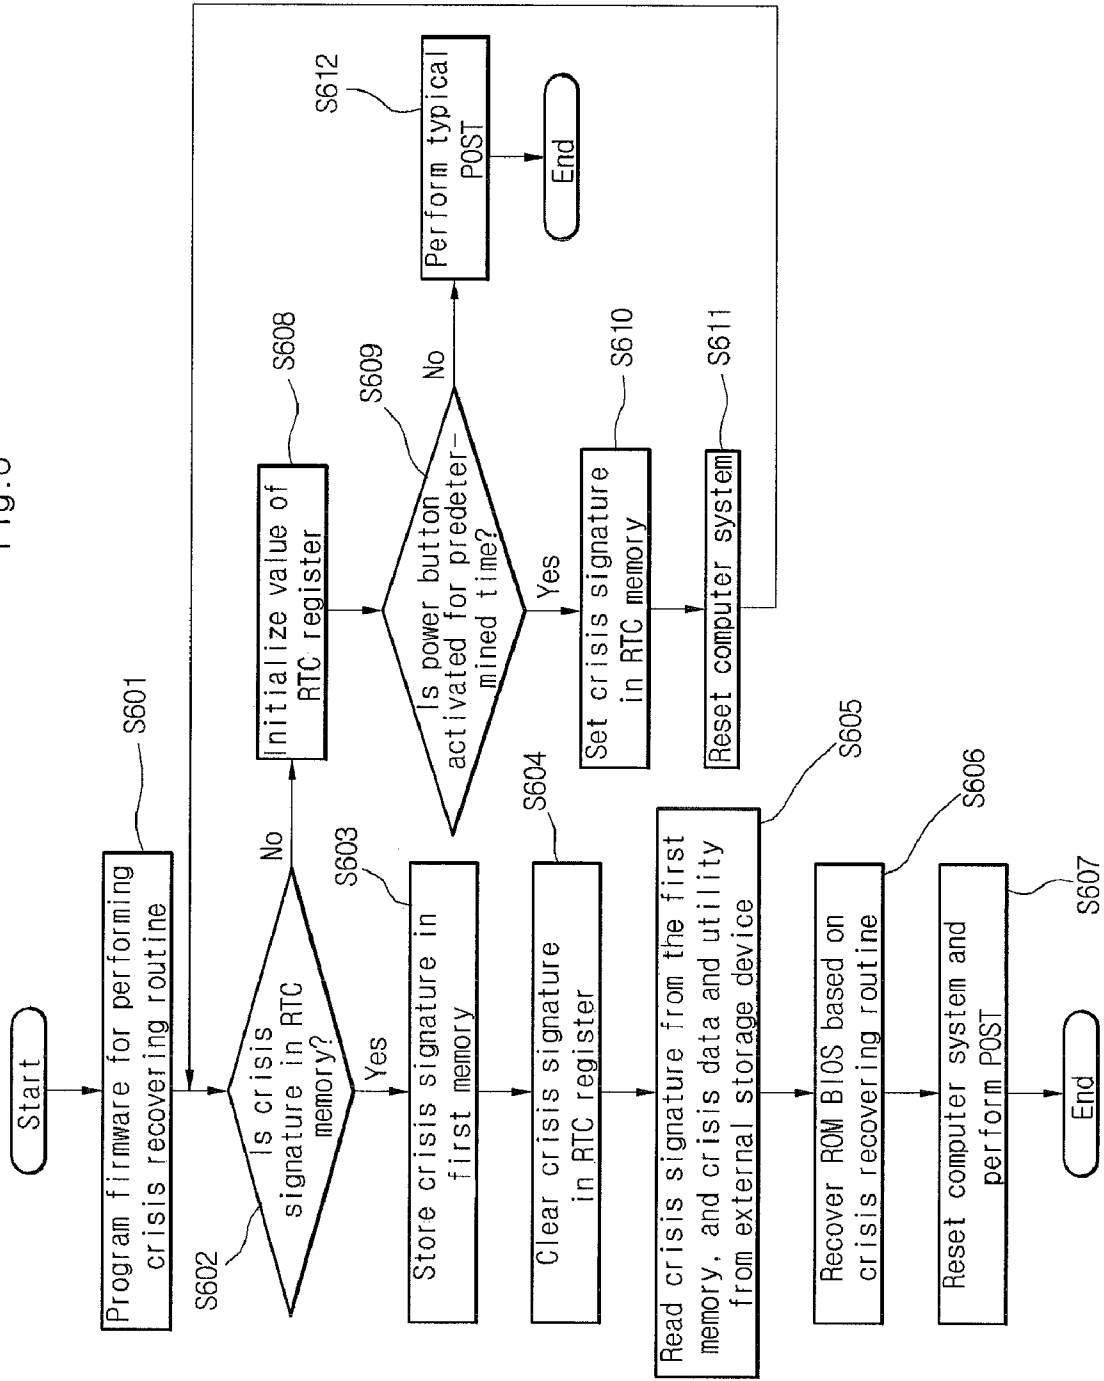 Start
Program firmware for performing
crisis recovering routine
S601
Is crisis
signature in RTC
memory?
S602
No
Yes
Store crisis signature in
first memory
S603
Clear crisis signature
in RTC register
S604
Read crisis signature from the first
memory, and crisis data and utility
from external storage device
S605
Recover ROM BIOS based on
crisis recovering routine
S606
Reset computer system and
perform POST
S607
End
Initialize value of
RTC register
S608
Is power button
activated for predeter-
mined time?
S609
No
Yes
Set crisis signature
in RTC memory
S610
Reset computer system
S611
Perform typical
POST
S612
End